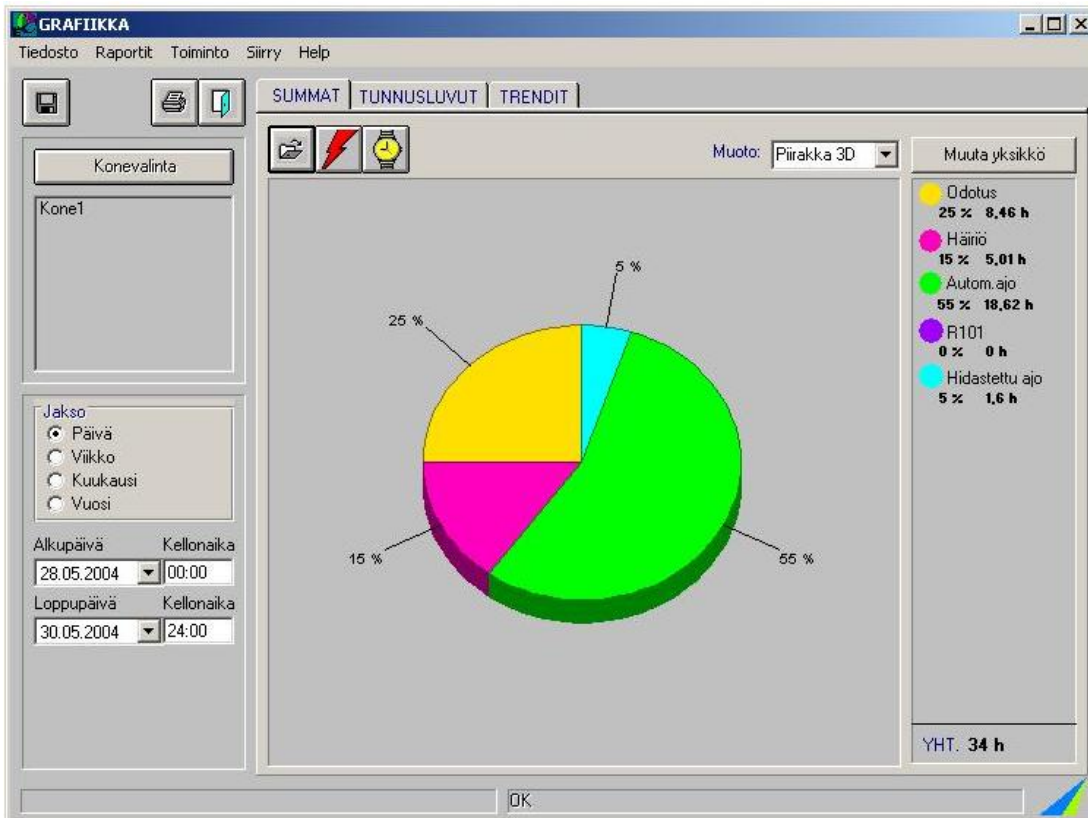 GRAFIIKKA
Tiedosto Raportit Toiminto Siirry Help
SUMMAT TUNNUSLUVUT TRENDIT
Konevalinta
Kone1
Jakso
Päivä
Viikko
Kuukausi
Vuosi
Alkupäivä Kellonaika
28.05.2004 00:00
Loppupäivä Kellonaika
30.05.2004 24:00
Muoto: Piirakka 3D
Muuta yksikkö
5 %
25 %
15 %
55 %
Odotus
25 % 8,46 h
Häiriö
15 % 5,01 h
Autom.ajo
55 % 18,62 h
R101
0 % 0 h
Hidastettu ajo
5 % 1,6 h
YHT. 34 h
OK